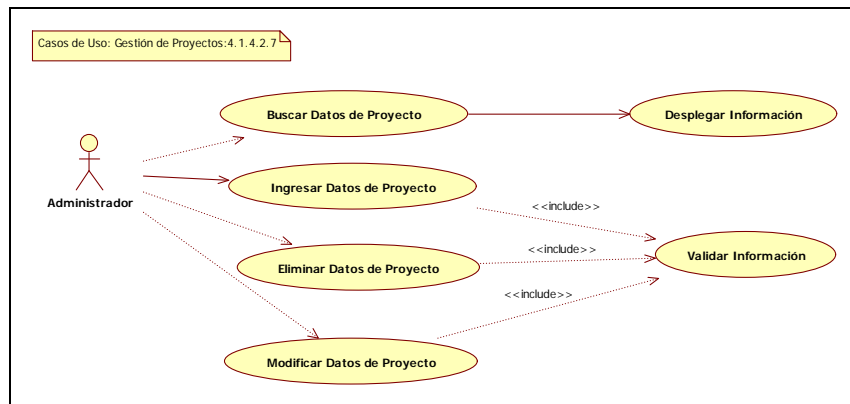 Casos de Uso: Gestión de Proyectos:4.1.4.2.7
Buscar Datos de Proyecto
Desplegar Información
Administrador
Ingresar Datos de Proyecto
<<include>>
Eliminar Datos de Proyecto
<<include>>
Validar Información
<<include>>
Modificar Datos de Proyecto